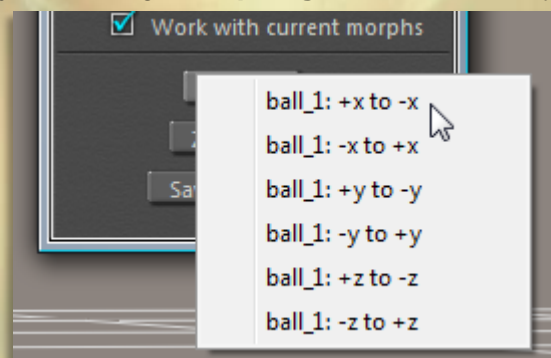 Work with current morphs
ball_1: +x to -x
ball_1: -x to +x
ball_1: +y to -y
ball_1: -y to +y
ball_1: +z to -z
ball_1: -z to +z